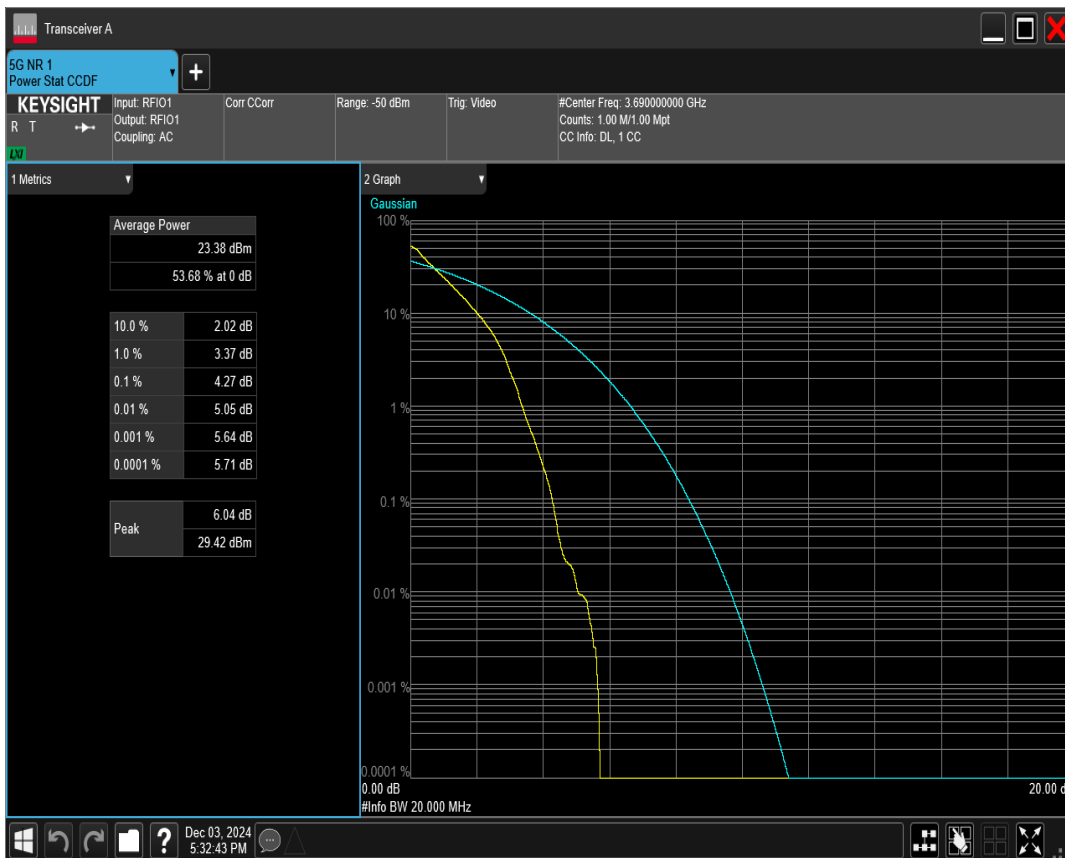 Transceiver A
5G NR 1
Power Stat CCDF
KEYSIGHT
R T
LXI
Input: RFIO1
Output: RFIO1
Coupling: AC
Corr CCorr
Range: -50 dBm
Trig: Video
#Center Freq: 3.690000000 GHz
Counts: 1.00 M/1.00 Mpt
CC Info: DL, 1 CC
1 Metrics
Average Power
23.38 dBm
53.68 % at 0 dB
10.0 % 2.02 dB
1.0 % 3.37 dB
0.1 % 4.27 dB
0.01 % 5.05 dB
0.001 % 5.64 dB
0.0001 % 5.71 dB
Peak
6.04 dB
29.42 dBm
2 Graph
Gaussian
100 %
10 %
1 %
0.1 %
0.01 %
0.001 %
0.0001 %
0.00 dB
20.00 d
#Info BW 20.000 MHz
?
Dec 03, 2024
5:32:43 PM